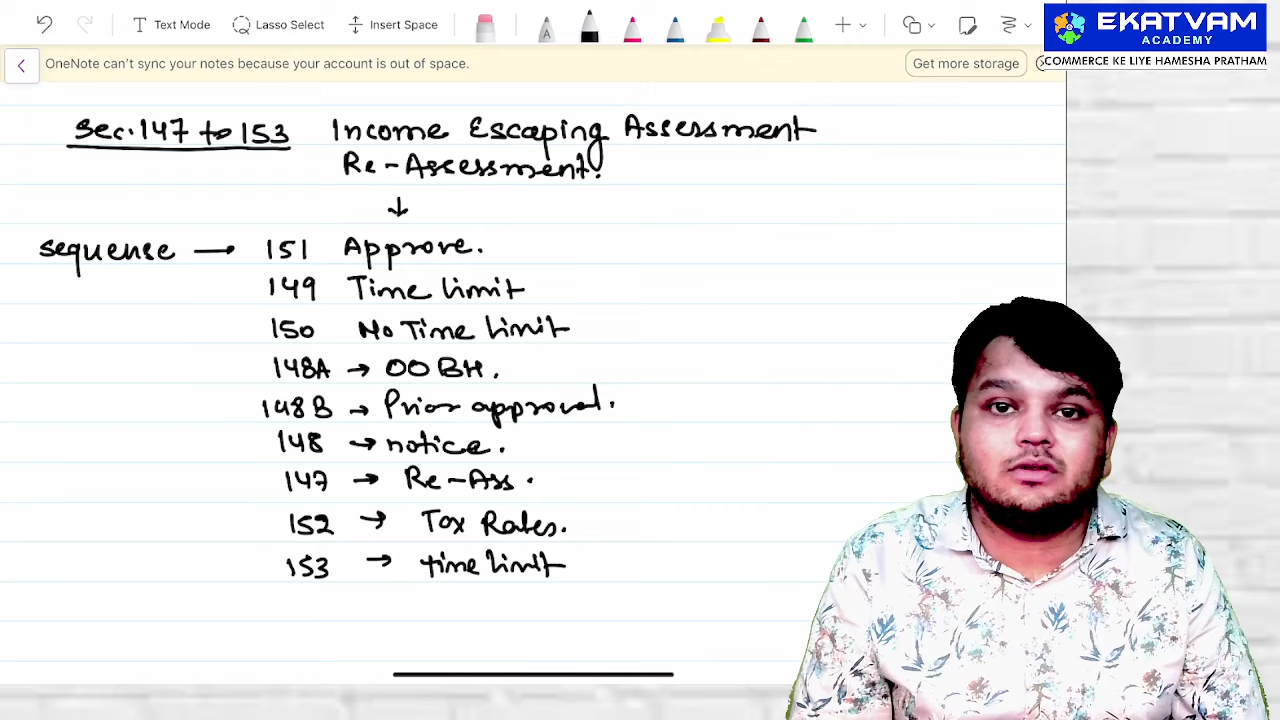 Text Mode Lasso Select Insert Space
EKATVAM
ACADEMY
COMMERCE KE LIYE HAMESHA PRATHAM
OneNote can't sync your notes because your account is out of space. Get more storage
Sec. 147 to 153 Income Escaping Assessment
Re-Assessment.
sequense → 151 Approve.
149 Time limit
150 No Time limit
148A → OOBH.
148B → Prior approval.
148 → notice.
147 → Re-Ass.
152 → Tax Rates.
153 → time limit